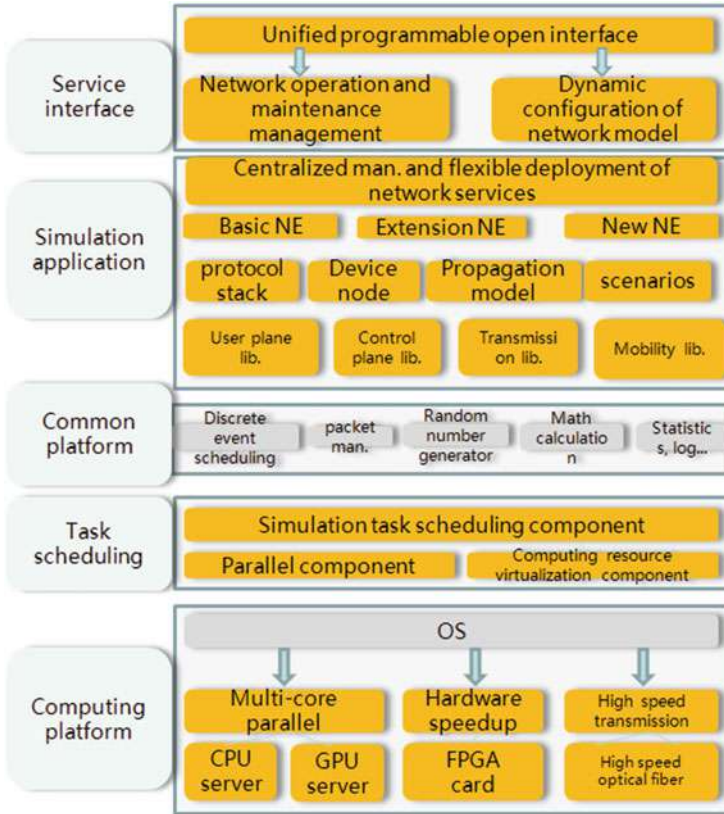 Unified programmable open interface
Service
interface
Network operation and
maintenance
management
Dynamic
configuration of
network model
Centralized man. and flexible deployment of
network services
Simulation
application
Basic NE
Extension NE
New NE
protocol
stack
Device
node
Propagation
model
scenarios
User plane
lib.
Control
plane lib.
Transmissi
on lib.
Mobility lib.
Common
platform
Discrete
event
scheduling
packet
man.
Random
number
generator
Math
calculatio
n
Statistic
s, log...
Task
scheduling
Simulation task scheduling component
Parallel component
Computing resource
virtualization component
Computing
platform
OS
Multi-core
parallel
Hardware
speedup
High speed
transmission
CPU
server
GPU
server
FPGA
card
High speed
optical fiber